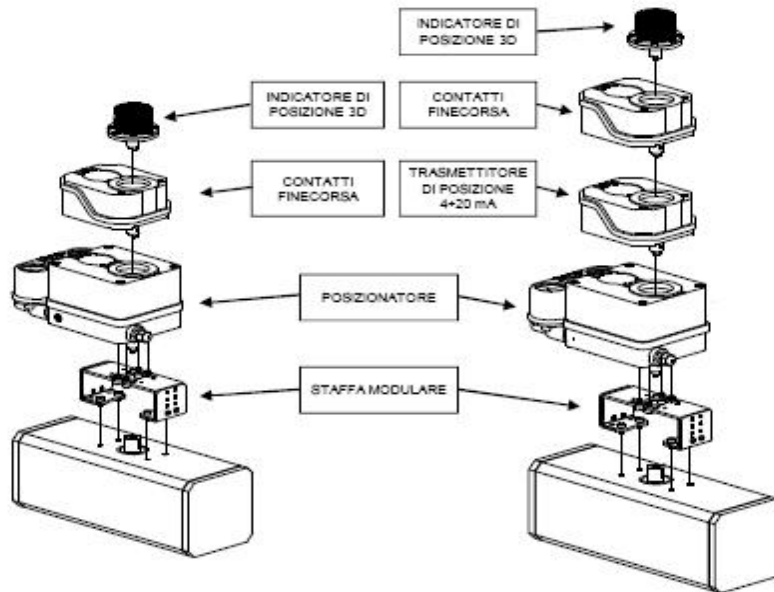 INDICATORE DI
POSIZIONE 3D
INDICATORE DI
POSIZIONE 3D
CONTATTI
FINECORSA
CONTATTI
FINECORSA
TRASMETTITORE
DI POSIZIONE
4÷20 mA
POSIZIONATORE
STAFFA MODULARE